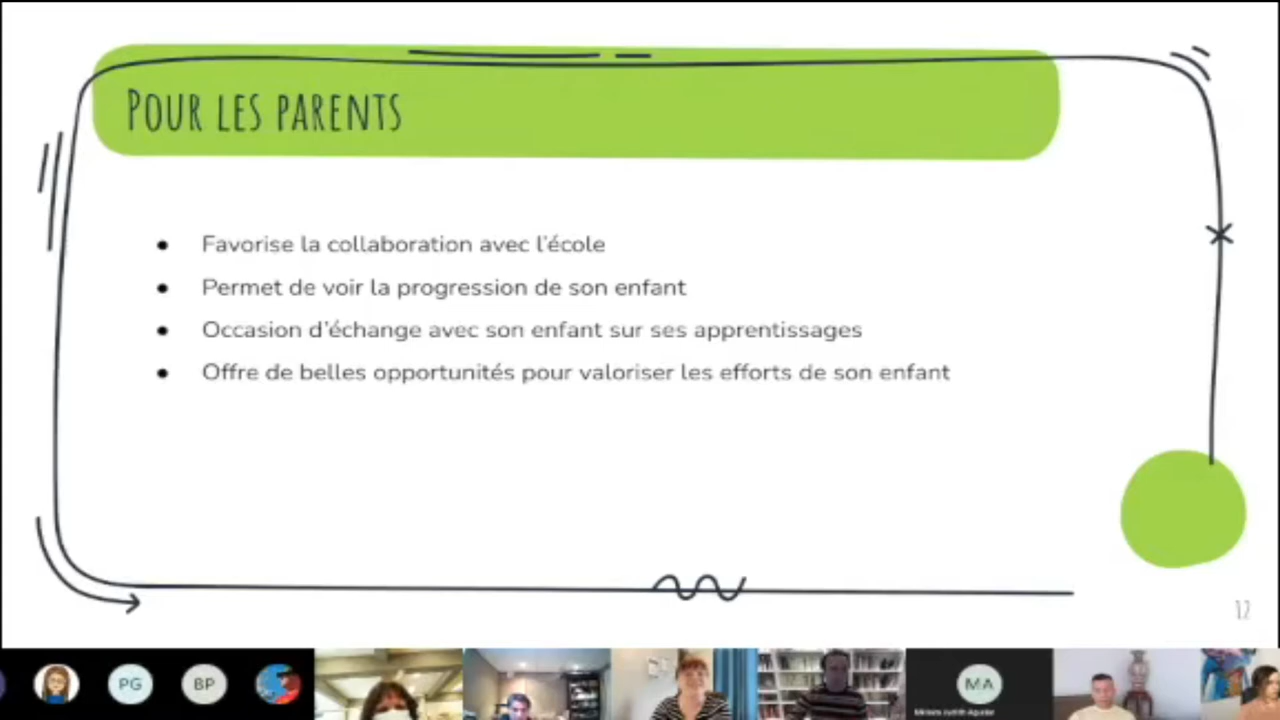 Pour les parents
● Favorise la collaboration avec l'école
● Permet de voir la progression de son enfant
● Occasion d'échange avec son enfant sur ses apprentissages
● Offre de belles opportunités pour valoriser les efforts de son enfant
12
PG BP MA